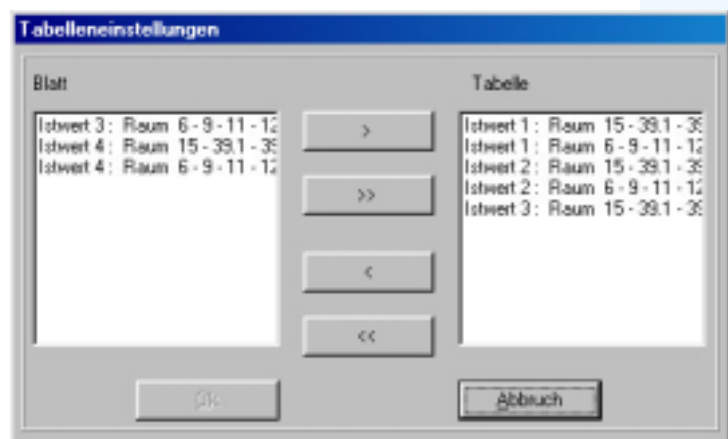 Tabelleneinstellungen
Blatt
Tabelle
Istwert 3 : Raum 6 - 9 - 11 - 12
Istwert 4 : Raum 15 - 39.1 - 39
Istwert 4 : Raum 6 - 9 - 11 - 12
>
>>
<
<<
Istwert 1 : Raum 15 - 39.1 - 39
Istwert 1 : Raum 6 - 9 - 11 - 12
Istwert 2 : Raum 15 - 39.1 - 39
Istwert 2 : Raum 6 - 9 - 11 - 12
Istwert 3 : Raum 15 - 39.1 - 39
Ok
Abbruch